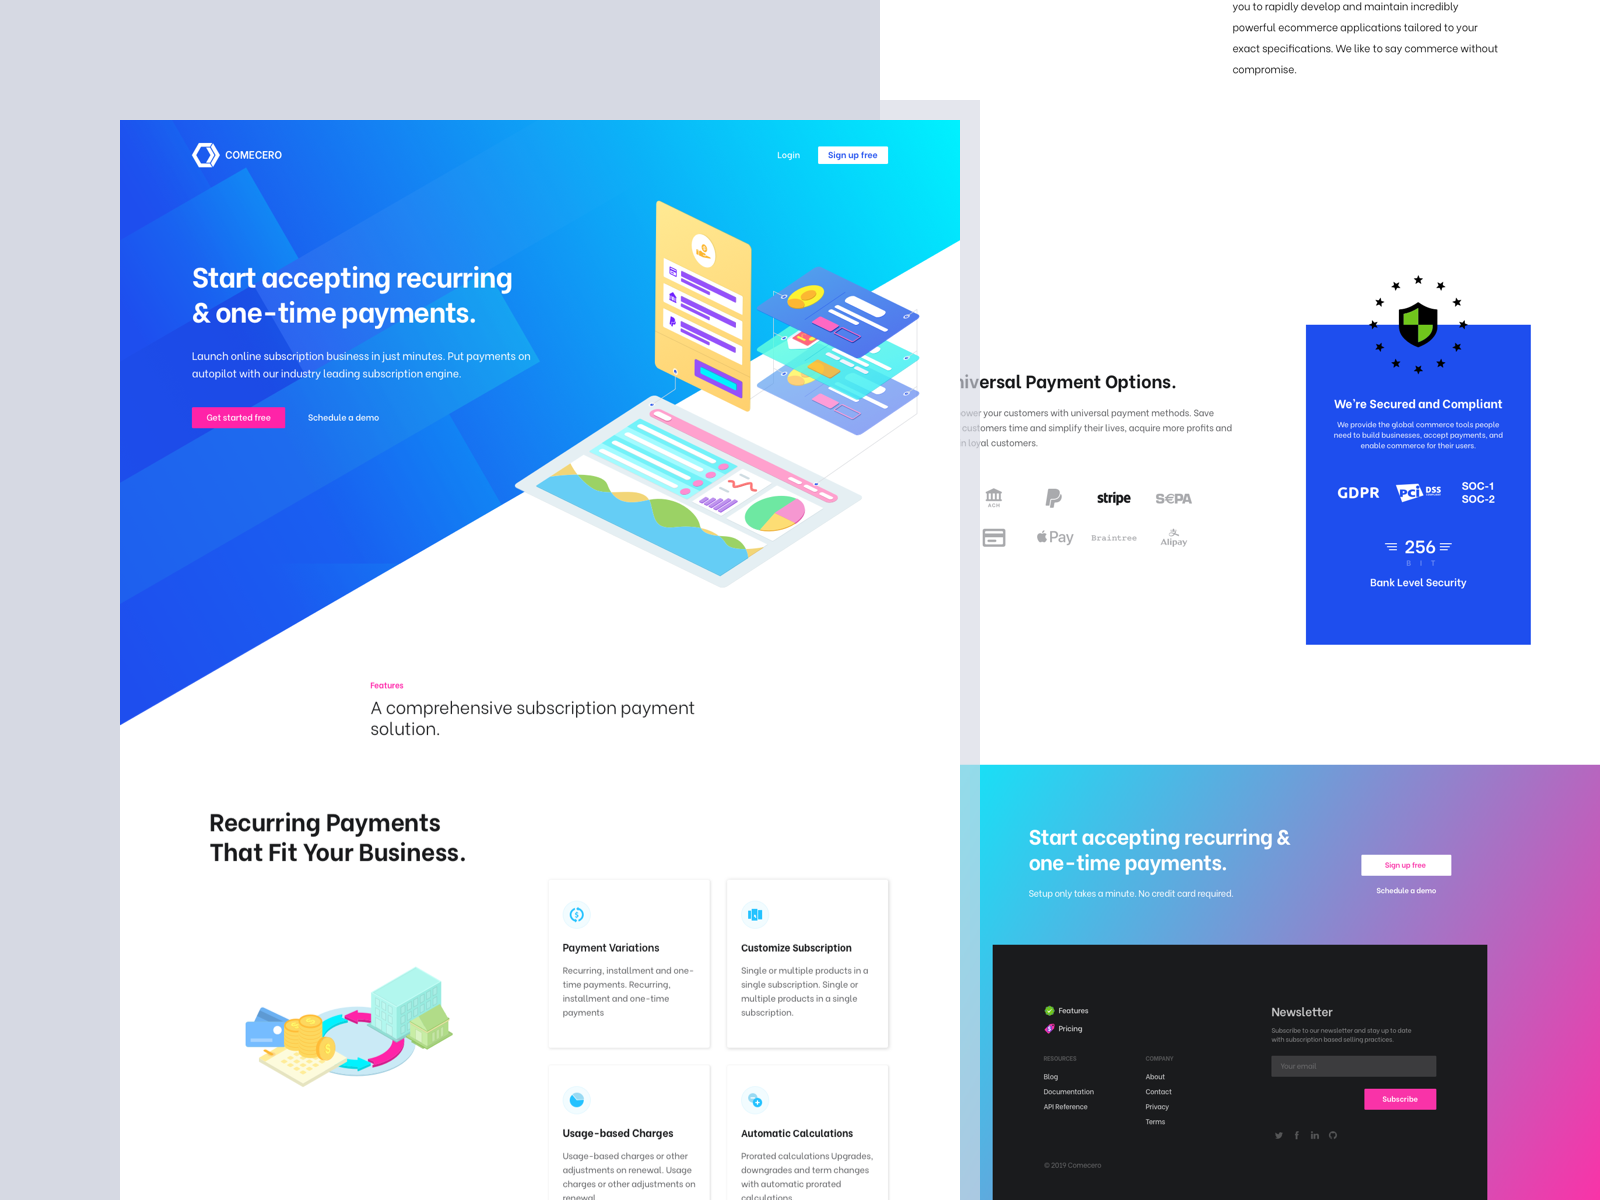 you to rapidly develop and maintain incredibly
powerful ecommerce applications tailored to your
exact specifications. We like to say commerce without
compromise.
COMECERO
Login
Sign up free
Start accepting recurring
& one-time payments.
Launch online subscription business in just minutes. Put payments on
autopilot with our industry leading subscription engine.
Get started free
Schedule a demo
Features
A comprehensive subscription payment
solution.
Recurring Payments
That Fit Your Business.
Payment Variations
Recurring, installment and one-
time payments. Recurring,
installment and one-time
payments
Customize Subscription
Single or multiple products in a
single subscription. Single or
multiple products in a single
subscription.
Usage-based Charges
Usage-based charges or other
adjustments on renewal. Usage
charges or other adjustments on
renewal
Automatic Calculations
Prorated calculations Upgrades,
downgrades and term changes
with automatic prorated
calculations
iversal Payment Options.
ower your customers with universal payment methods. Save
customers time and simplify their lives, acquire more profits and
n loyal customers.
ACH
stripe
S€PA
Pay
Braintree
Alipay
We're Secured and Compliant
We provide the global commerce tools people
need to build businesses, accept payments, and
enable commerce for their users.
GDPR
PCI DSS
SOC-1
SOC-2
256
BIT
Bank Level Security
Start accepting recurring &
one-time payments.
Setup only takes a minute. No credit card required.
Sign up free
Schedule a demo
Features
Pricing
RESOURCES
Blog
Documentation
API Reference
COMPANY
About
Contact
Privacy
Terms
Newsletter
Subscribe to our newsletter and stay up to date
with subscription based selling practices.
Your email
Subscribe
© 2019 Comecero